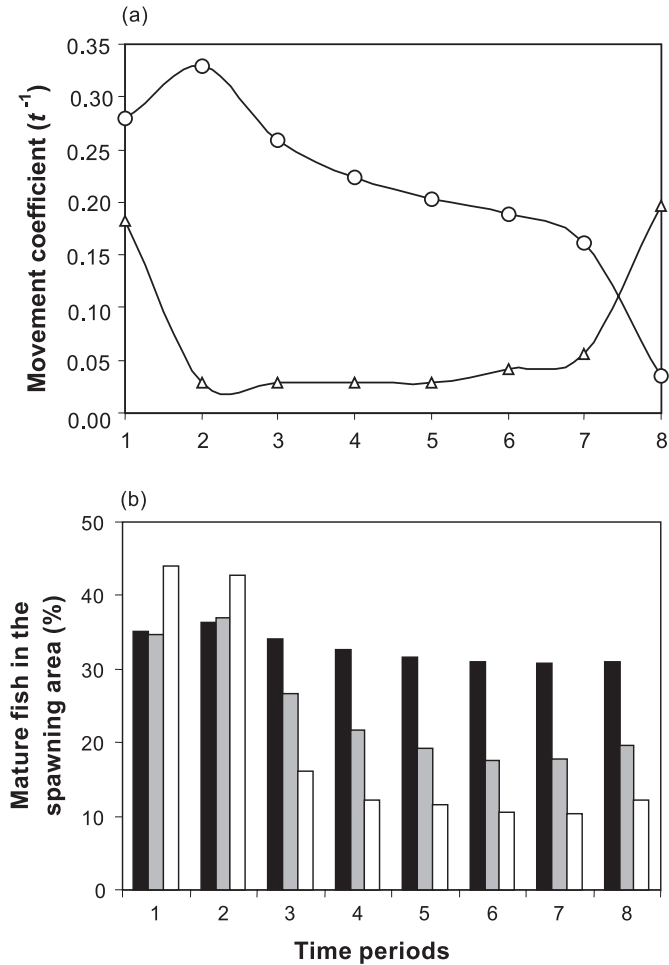 (a)
Movement coefficient (t⁻¹)
0.35
0.30
0.25
0.20
0.15
0.10
0.05
0.00
1 2 3 4 5 6 7 8
(b)
Mature fish in the
spawning area (%)
50
40
30
20
10
0
1 2 3 4 5 6 7 8
Time periods